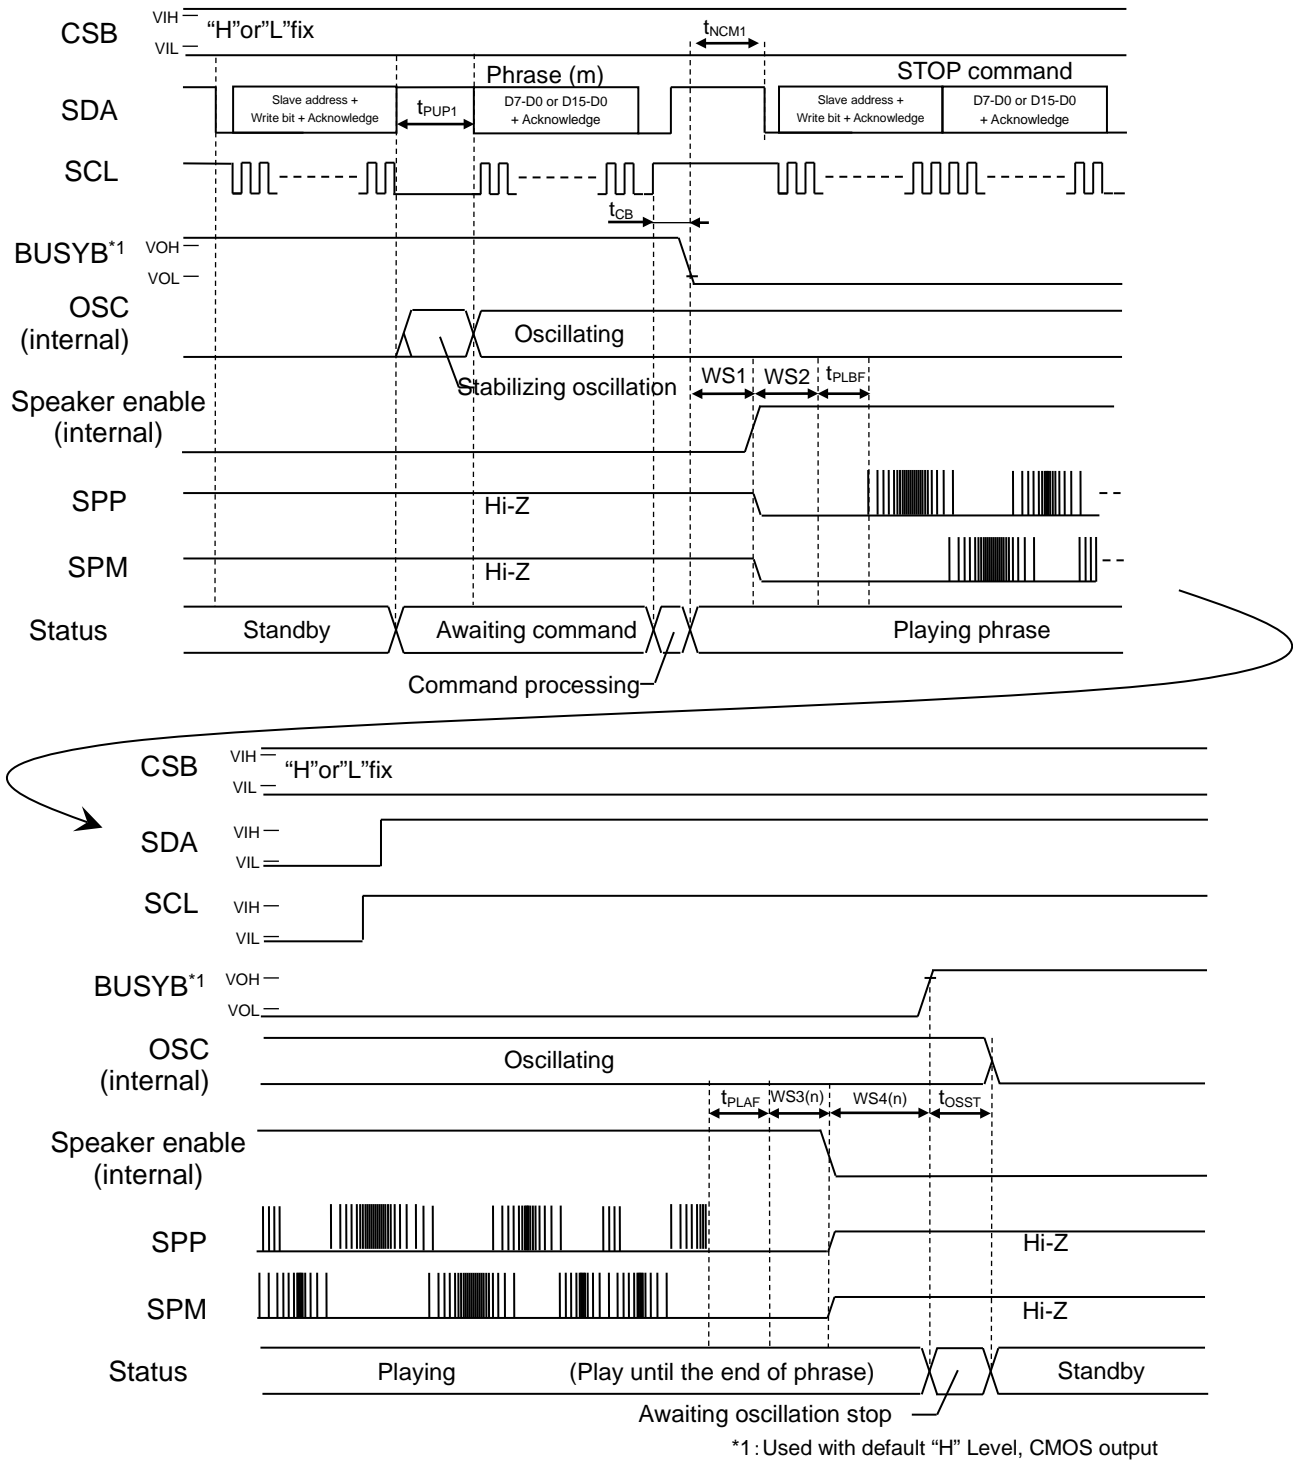 CSB
VIH
VIL
“H”or”L”fix
tNCM1
SDA
Slave address +
Write bit + Acknowledge
tPUP1
Phrase (m)
D7-D0 or D15-D0
+ Acknowledge
STOP command
Slave address +
Write bit + Acknowledge
D7-D0 or D15-D0
+ Acknowledge
SCL
tCB
BUSYB*1
VOH
VOL
OSC
(internal)
Oscillating
Stabilizing oscillation
WS1
WS2
tPLBF
Speaker enable
(internal)
SPP
Hi-Z
SPM
Hi-Z
Status
Standby
Awaiting command
Playing phrase
Command processing
CSB
VIH
VIL
“H”or”L”fix
SDA
VIH
VIL
SCL
VIH
VIL
BUSYB*1
VOH
VOL
OSC
(internal)
Oscillating
tPLAF
WS3(n)
WS4(n)
tOSST
Speaker enable
(internal)
SPP
Hi-Z
SPM
Hi-Z
Status
Playing
(Play until the end of phrase)
Standby
Awaiting oscillation stop
*1:Used with default “H” Level, CMOS output